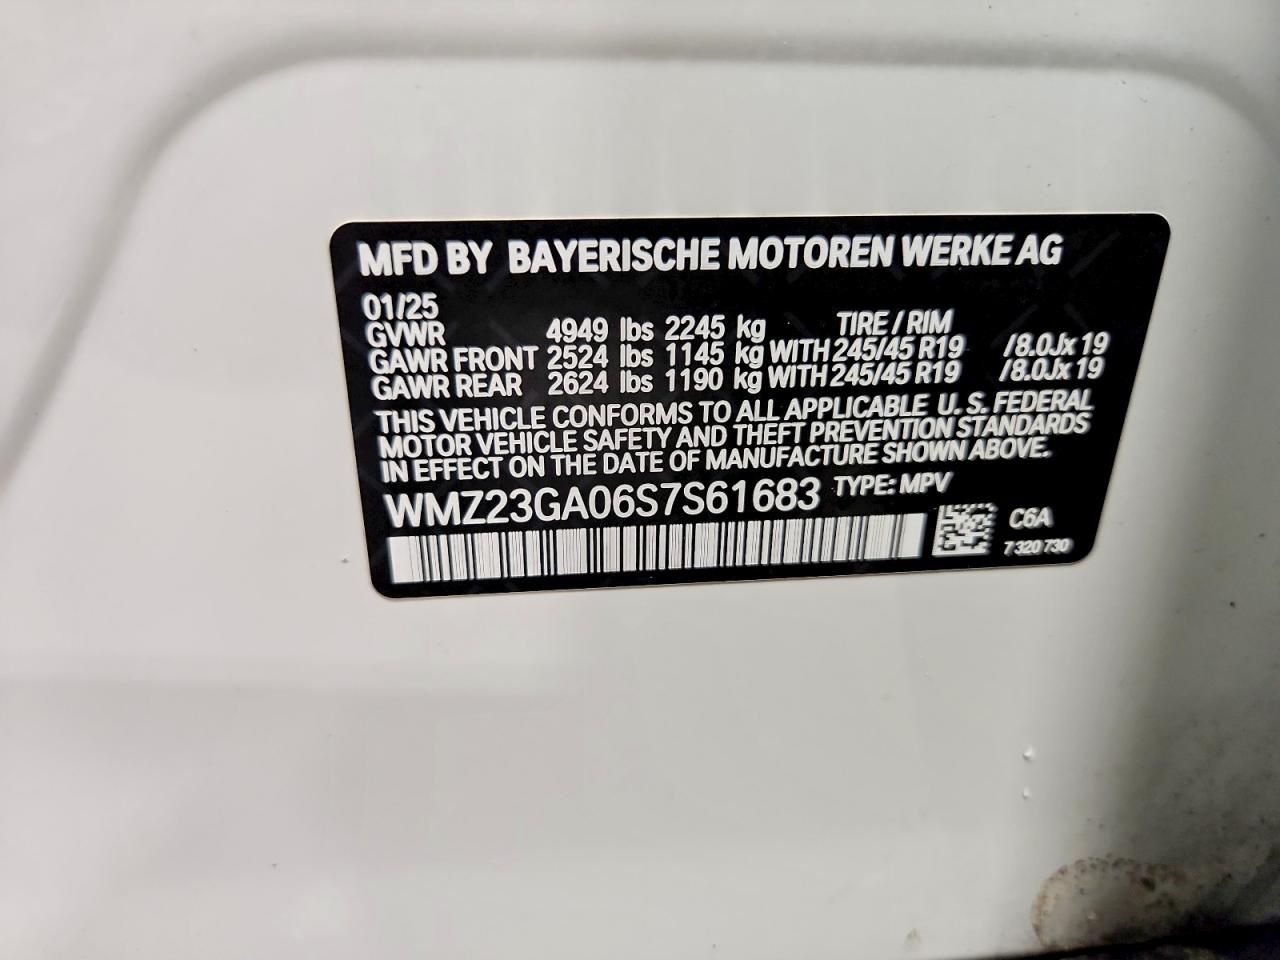 MFD BY BAYERISCHE MOTOREN WERKE AG
01/25
GVWR 4949 lbs 2245 kg TIRE / RIM
GAWR FRONT 2524 lbs 1145 kg WITH 245/45 R19 /8.0Jx 19
GAWR REAR 2624 lbs 1190 kg WITH 245/45 R19 /8.0Jx 19
THIS VEHICLE CONFORMS TO ALL APPLICABLE U.S. FEDERAL
MOTOR VEHICLE SAFETY AND THEFT PREVENTION STANDARDS
IN EFFECT ON THE DATE OF MANUFACTURE SHOWN ABOVE.
WMZ23GA06S7S61683 TYPE: MPV
C6A
7 320 730